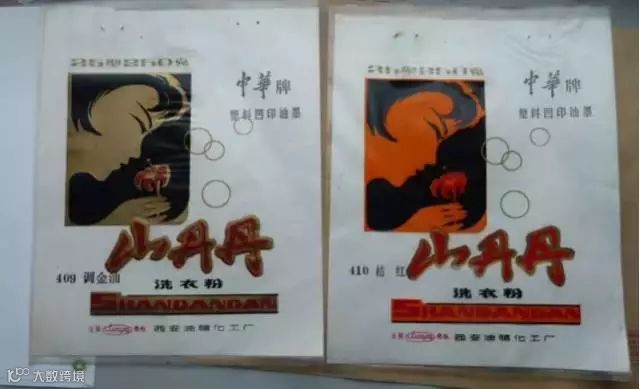 中華牌
塑料凹印油墨
山丹丹
409 调金油
洗衣粉
SHANDANDAN
西安油脂化工厂
中華牌
塑料凹印油墨
山丹丹
410 桔红
洗衣粉
SHANDANDAN
西安油脂化工厂
大数跨境